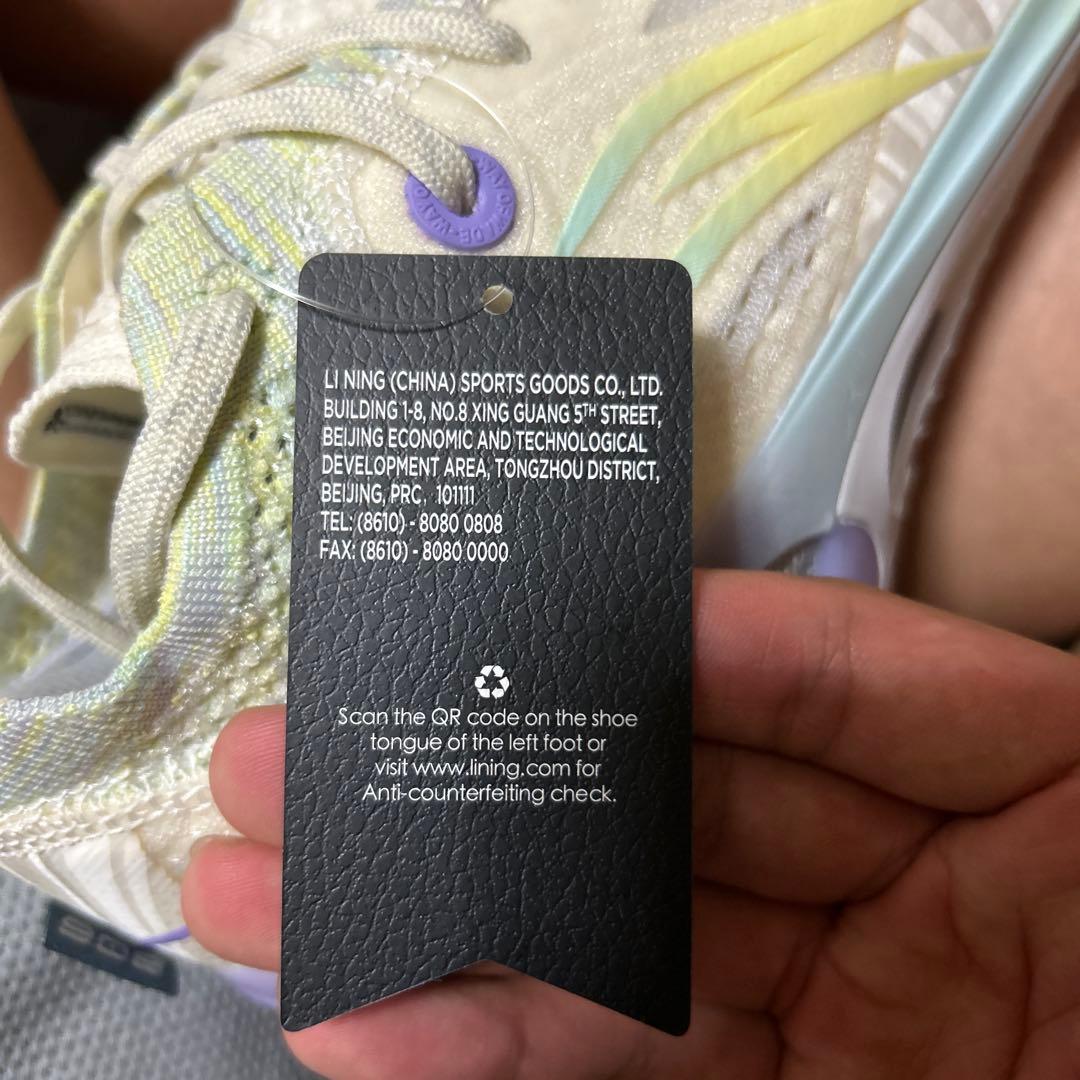 LI NING (CHINA) SPORTS GOODS CO., LTD.
BUILDING 1-8, NO.8 XING GUANG 5TH STREET,
BEIJING ECONOMIC AND TECHNOLOGICAL
DEVELOPMENT AREA, TONGZHOU DISTRICT,
BEIJING, PRC. 101111
TEL: (8610) - 8080 0808
FAX: (8610) - 8080 0000
Scan the QR code on the shoe
tongue of the left foot or
visit www.lining.com for
Anti-counterfeiting check.